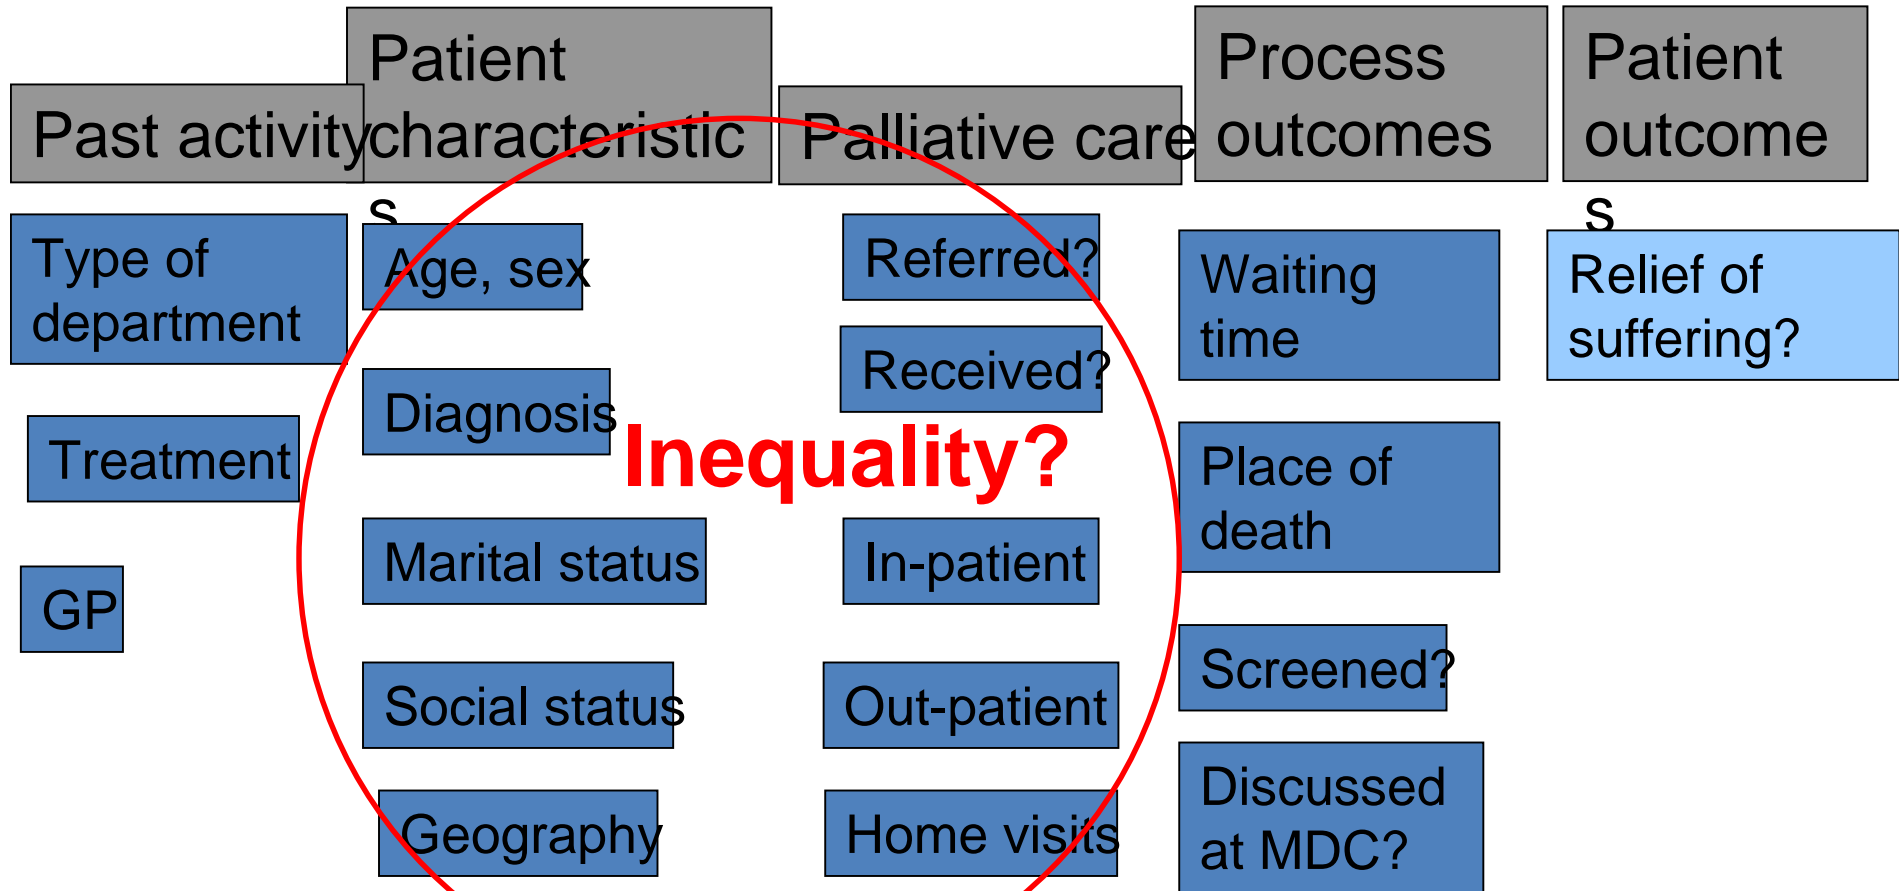 Past activity
Patient
characteristic
s
Palliative care
Process
outcomes
Patient
outcome
s
Type of
department
Treatment
GP
Age, sex
Diagnosis
Marital status
Social status
Geography
Inequality?
Referred?
Received?
In-patient
Out-patient
Home visits
Waiting
time
Place of
death
Screened?
Discussed
at MDC?
Relief of
suffering?